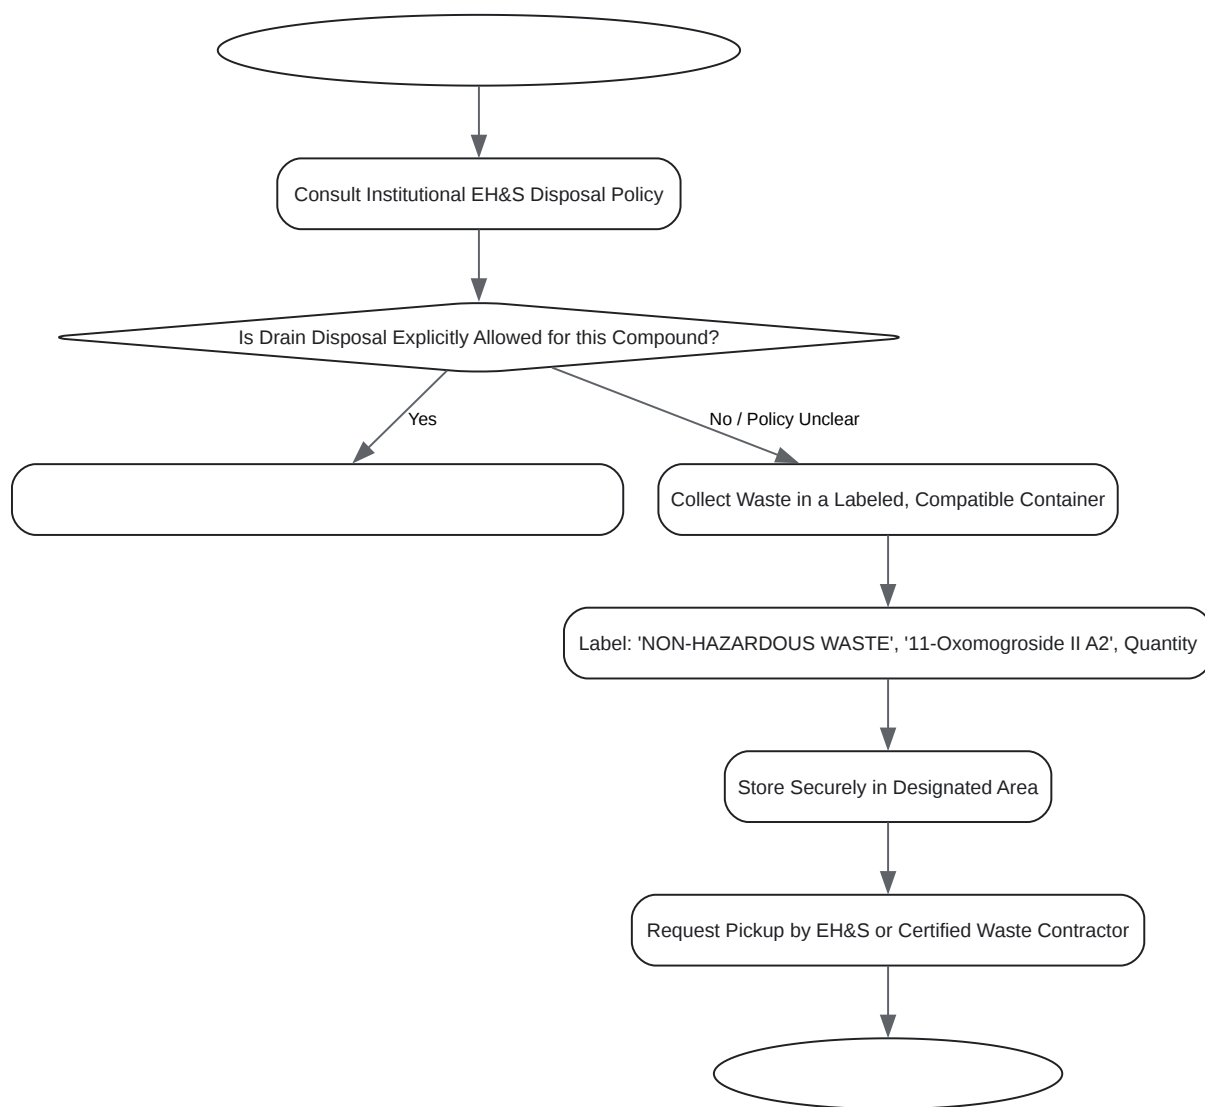 Consult Institutional EH&S Disposal Policy
Is Drain Disposal Explicitly Allowed for this Compound?
Yes
No / Policy Unclear
Collect Waste in a Labeled, Compatible Container
Label: 'NON-HAZARDOUS WASTE', '11-Oxomogroside II A2', Quantity
Store Securely in Designated Area
Request Pickup by EH&S or Certified Waste Contractor